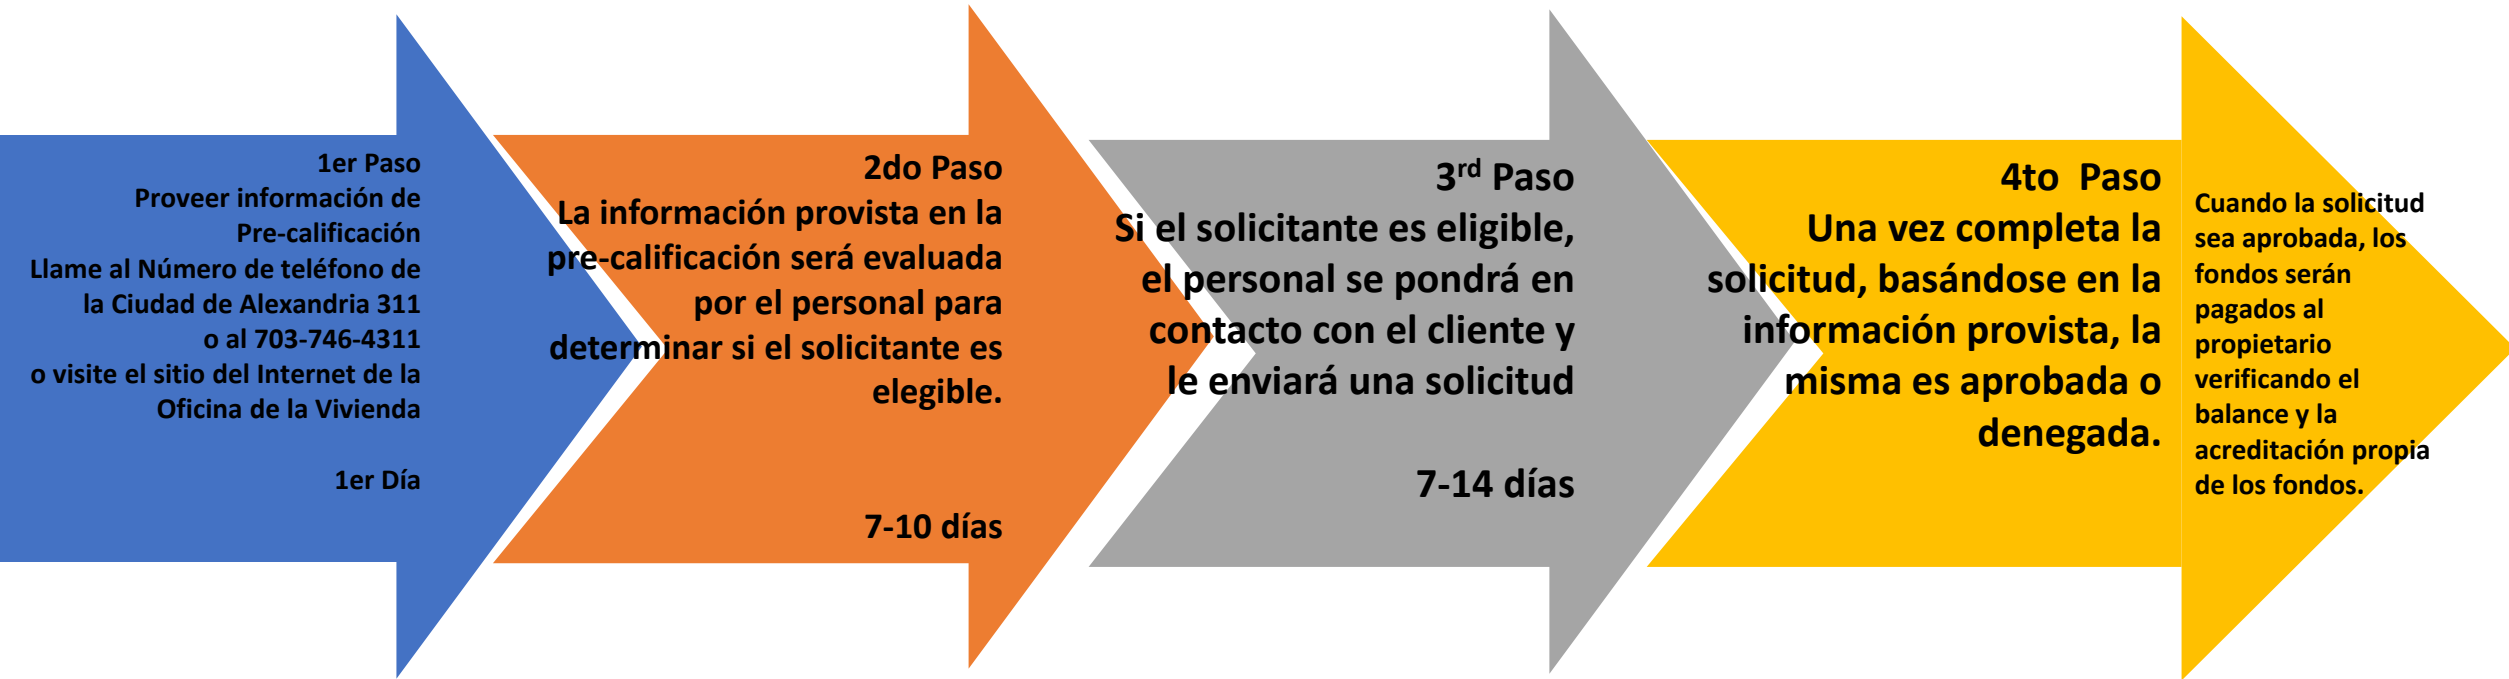 1er Paso
Proveer información de
Pre-calificación
Llame al Número de teléfono de
la Ciudad de Alexandria 311
o al 703-746-4311
o visite el sitio del Internet de la
Oficina de la Vivienda
1er Día
2do Paso
La información provista en la
pre-calificación será evaluada
por el personal para
determinar si el solicitante es
elegible.
7-10 días
3rd Paso
Si el solicitante es eligible,
el personal se pondrá en
contacto con el cliente y
le enviará una solicitud
7-14 días
4to Paso
Una vez completa la
solicitud, basándose en la
información provista, la
misma es aprobada o
denegada.
Cuando la solicitud
sea aprobada, los
fondos serán
pagados al
propietario
verificando el
balance y la
acreditación propia
de los fondos.